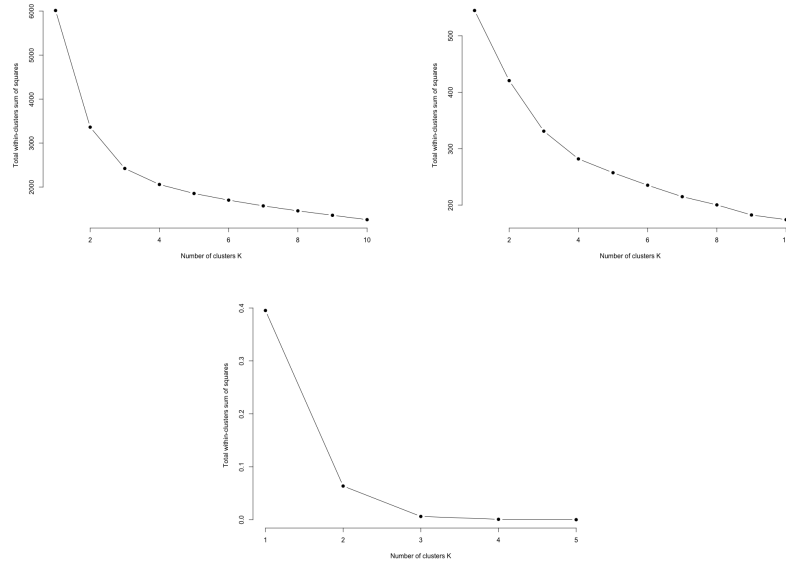 6000
5000
4000
3000
2000
Total within-clusters sum of squares
2 4 6 8 10
Number of clusters K
500
400
300
200
Total within-clusters sum of squares
2 4 6 8 1
Number of clusters K
0.4
0.3
0.2
0.1
0.0
Total within-clusters sum of squares
1 2 3 4 5
Number of clusters K